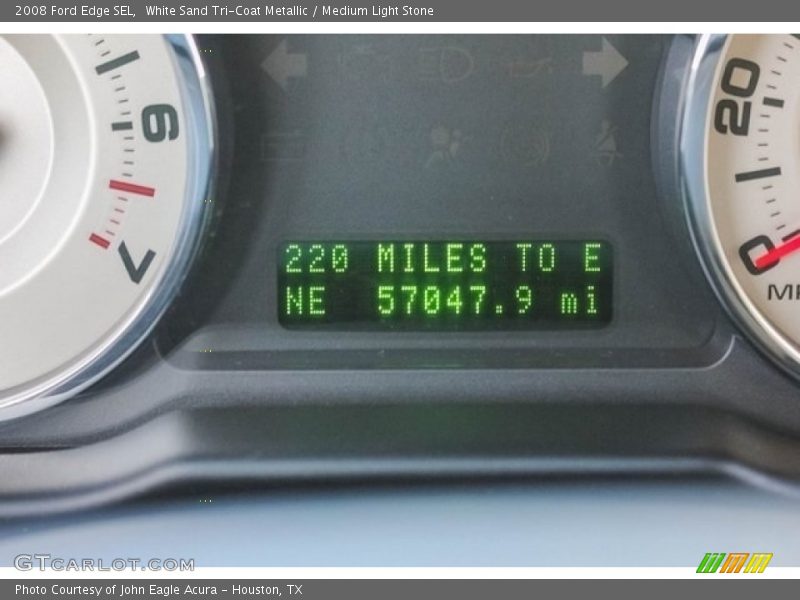 2008 Ford Edge SEL, White Sand Tri-Coat Metallic / Medium Light Stone
6
7
20
0
MP
220 MILES TO E
NE 57047.9 mi
GTCARLOT.COM
Photo Courtesy of John Eagle Acura - Houston, TX